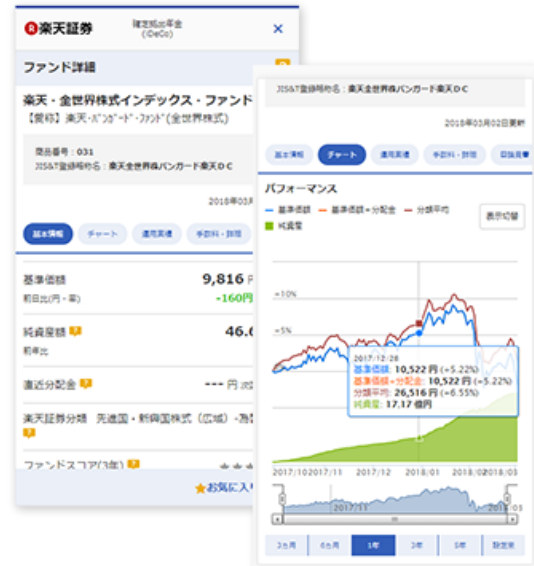 R楽天証券
確定拠出年金
(iDeCo)
×
ファンド詳細
?
楽天・全世界株式インデックス・ファンド
【愛称】楽天・バンガード・ファンド(全世界株式)
商品番号:031
JIS&T登録略称名:楽天全世界株バンガード楽天DC
2018年03月
基本情報
チャート
運用実績
手数料・詳細
基準価額
9,816 円
前日比(円・率)
-160円
純資産額 ?
46.6
前年比
直近分配金 ?
--- 円
楽天証券分類 先進国・新興国株式(広域)-為替
?
ファンドスコア(3年) ?
★★★
★お気に入り
JIS&T登録略称名:楽天全世界株バンガード楽天DC
2018年03月02日更新
基本情報
チャート
運用実績
手数料・詳細
パフォーマンス
基準価額
基準価額+分配金
分類平均
純資産
表示切替
+10%
+5%
2017/12/28
基準価額: 10,522 円 (+5.22%)
基準価額+分配金: 10,522 円 (+5.22%)
分類平均: 26,516 円 (+6.55%)
純資産: 17.17 億円
2017/10
2017/11
2017/12
2018/01
2018/02
2018/03
2017/11
3ヵ月
6ヵ月
1年
3年
5年
設定来